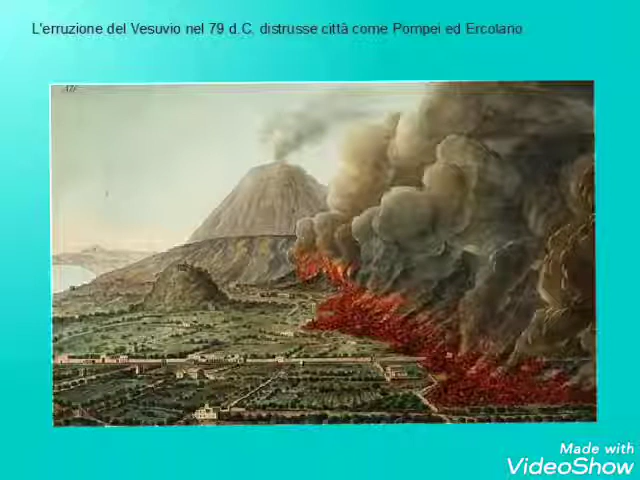 L'erruzione del Vesuvio nel 79 d.C. distrusse città come Pompei ed Ercolano
Made with
VideoShow